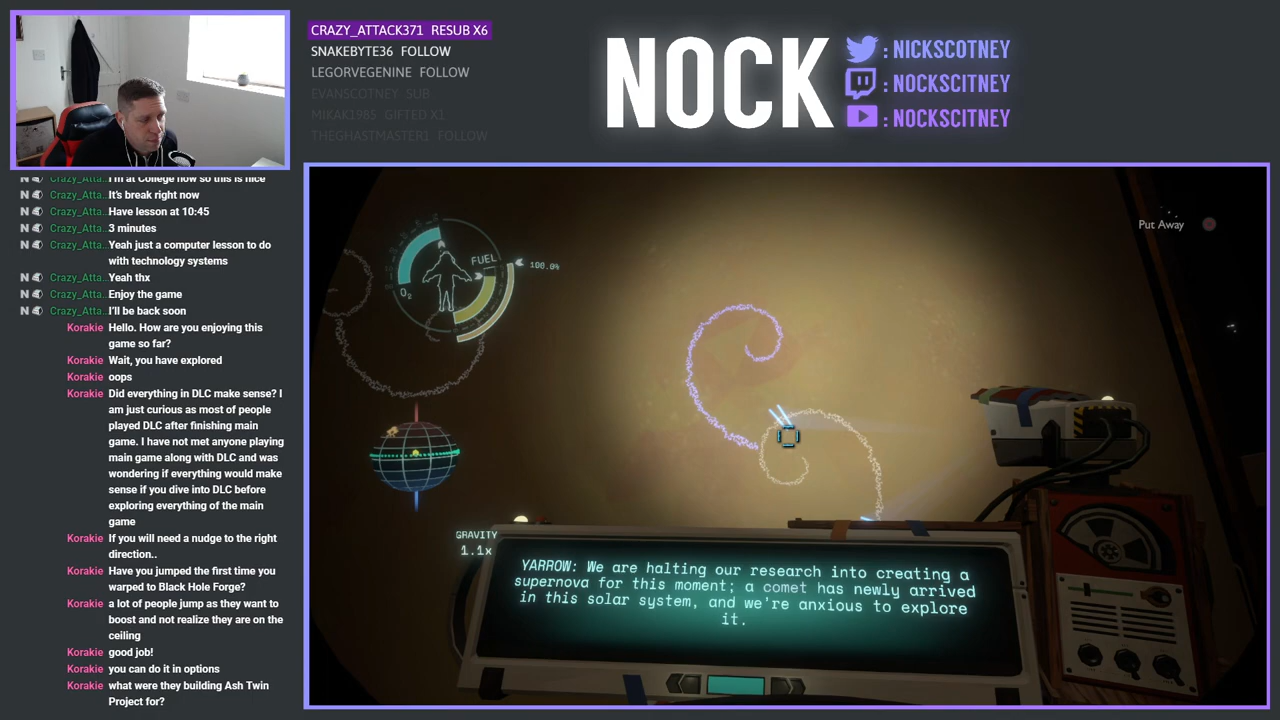 CRAZY_ATTACK371 RESUB X6
SNAKEBYTE36 FOLLOW
LEGORVEGENINE FOLLOW
EVANSCOTNEY SUB
MIKAK1985 GIFTED X1
THEGHASTMASTER1 FOLLOW
NOCK
: NICKSCOTNEY
: NOCKSCITNEY
: NOCKSCITNEY
Crazy_Atta.. I'm at College now so this is nice
Crazy_Atta.. It's break right now
Crazy_Atta.. Have lesson at 10:45
Crazy_Atta.. 3 minutes
Crazy_Atta.. Yeah just a computer lesson to do
with technology systems
Crazy_Atta.. Yeah thx
Crazy_Atta.. Enjoy the game
Crazy_Atta.. I'll be back soon
Korakie Hello. How are you enjoying this
game so far?
Korakie Wait, you have explored
Korakie oops
Korakie Did everything in DLC make sense? I
am just curious as most of people
played DLC after finishing main
game. I have not met anyone playing
main game along with DLC and was
wondering if everything would make
sense if you dive into DLC before
exploring everything of the main
game
Korakie If you will need a nudge to the right
direction..
Korakie Have you jumped the first time you
warped to Black Hole Forge?
Korakie a lot of people jump as they want to
boost and not realize they are on the
ceiling
Korakie good job!
Korakie you can do it in options
Korakie what were they building Ash Twin
Project for?
Put Away
FUEL
100.0%
O2
GRAVITY
1.1x
YARROW: We are halting our research into creating a
supernova for this moment; a comet has newly arrived
in this solar system, and we're anxious to explore
it.